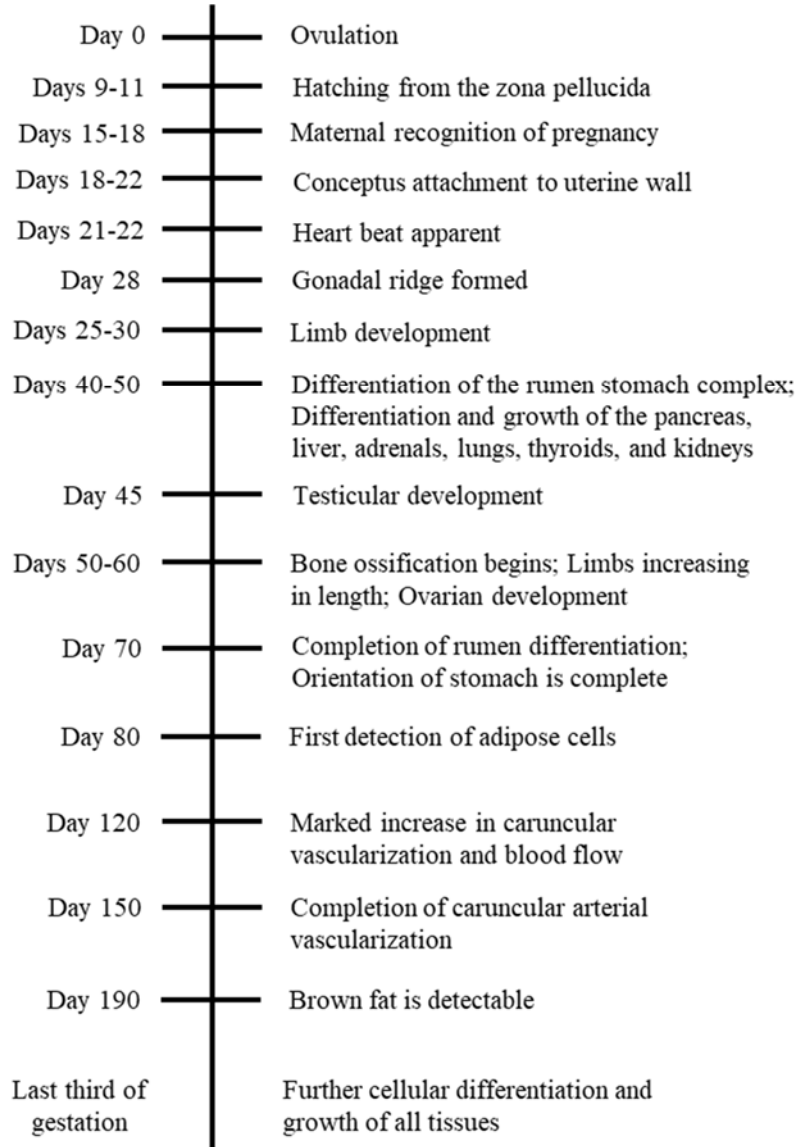 Day 0 Ovulation
Days 9-11 Hatching from the zona pellucida
Days 15-18 Maternal recognition of pregnancy
Days 18-22 Conceptus attachment to uterine wall
Days 21-22 Heart beat apparent
Day 28 Gonadal ridge formed
Days 25-30 Limb development
Days 40-50 Differentiation of the rumen stomach complex;
Differentiation and growth of the pancreas,
liver, adrenals, lungs, thyroids, and kidneys
Day 45 Testicular development
Days 50-60 Bone ossification begins; Limbs increasing
in length; Ovarian development
Day 70 Completion of rumen differentiation;
Orientation of stomach is complete
Day 80 First detection of adipose cells
Day 120 Marked increase in caruncular
vascularization and blood flow
Day 150 Completion of caruncular arterial
vascularization
Day 190 Brown fat is detectable
Last third of Further cellular differentiation and
gestation growth of all tissues